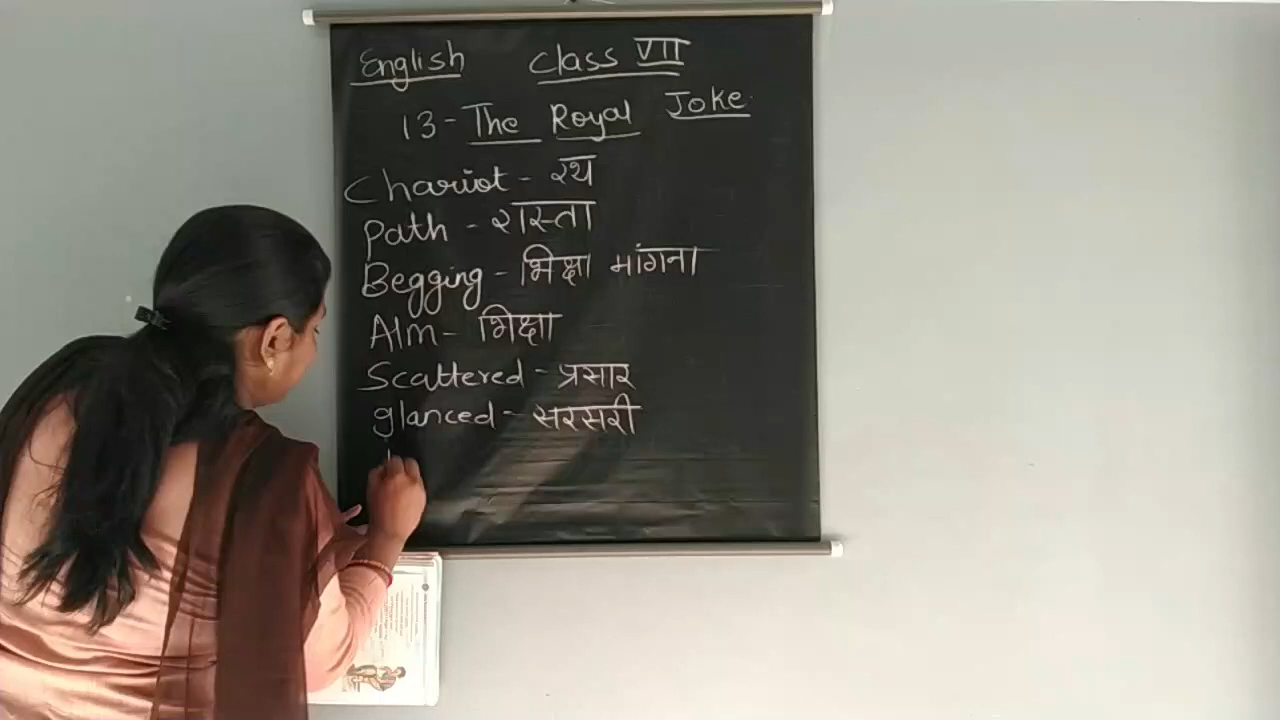 English Class VII
13- The Royal Joke
Chariot - रथ
Path - रास्ता
Begging - भिक्षा मांगना
Alm - भिक्षा
Scattered - प्रसार
glanced - सरसरी